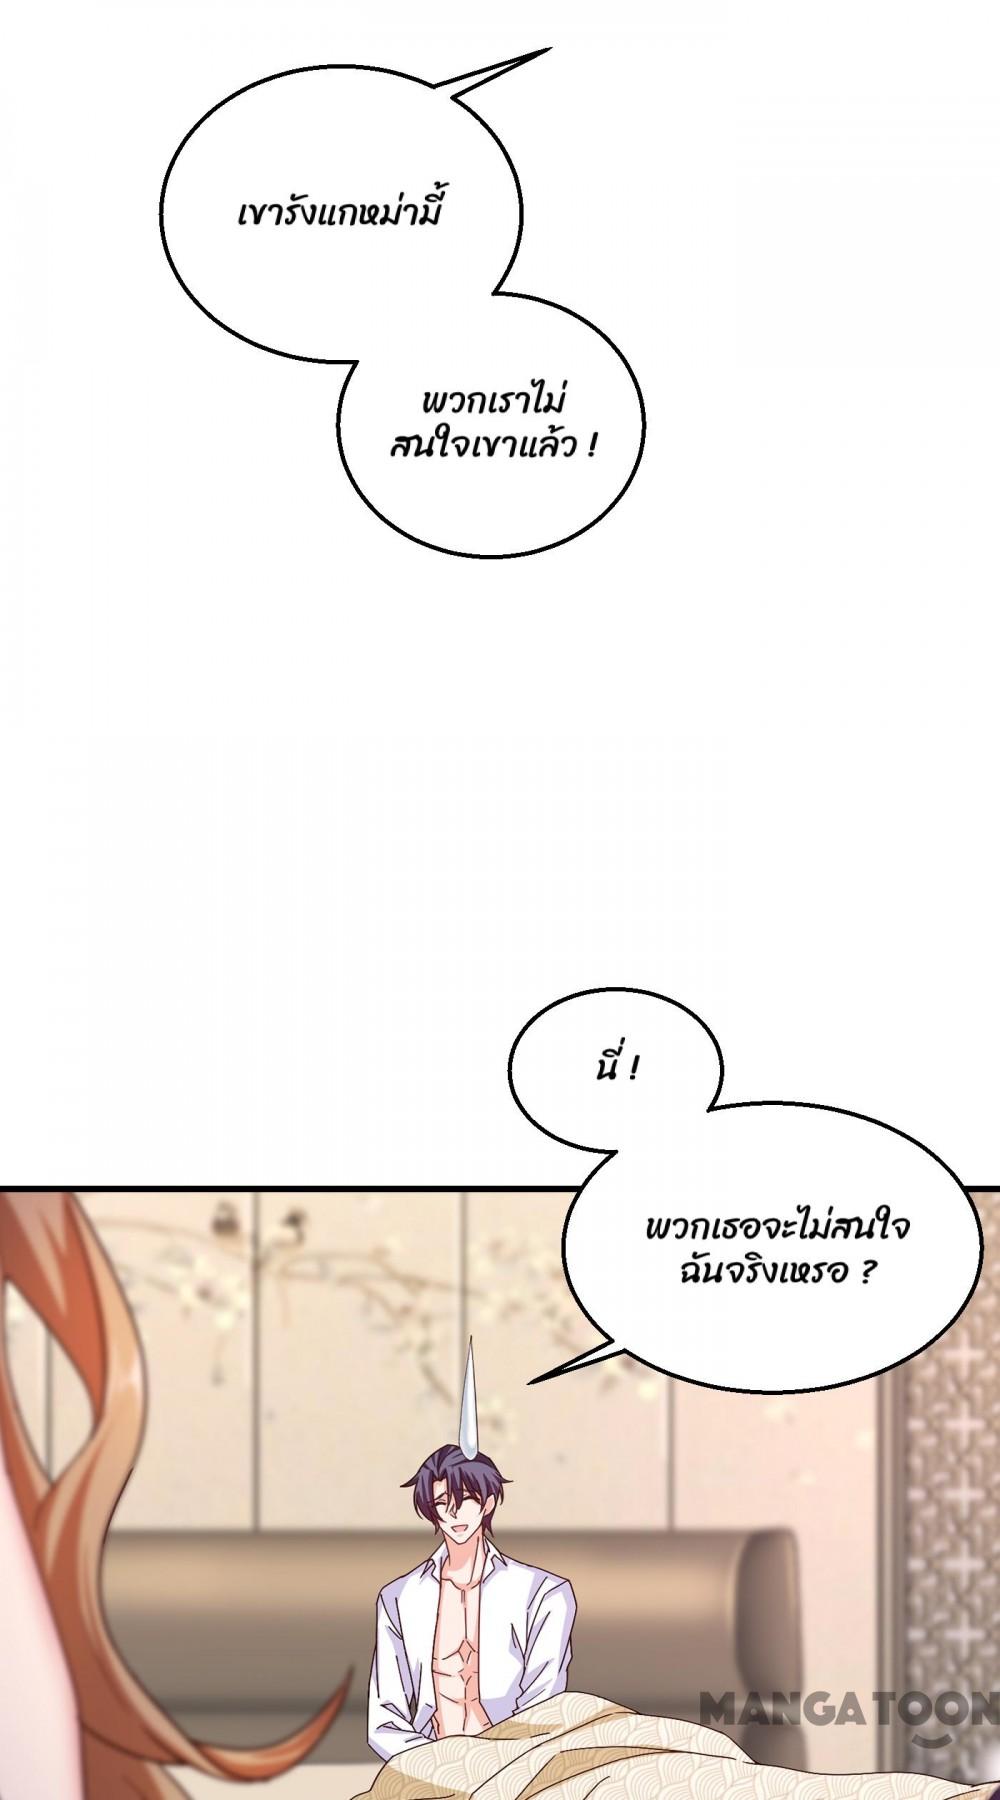 เขารังแกหม่ามี้
พวกเราไม่
สนใจเขาแล้ว !
นี่ !
พวกเธอจะไม่สนใจ
ฉันจริงเหรอ ?
MANGATOON